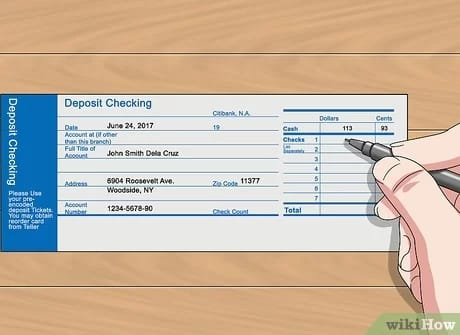 Deposit Checking
Please Use
your pre-
encoded
deposit Tickets.
You may obtain
reorder card
from Teller
Deposit Checking
Citibank, N.A.
Date June 24, 2017 19
Account at (if other
than this branch)
Full Title of
Account John Smith Dela Cruz
Address 6904 Roosevelt Ave.
Woodside, NY
Zip Code 11377
Account
Number 1234-5678-90 Check Count
Dollars Cents
Cash 113 93
Checks 1
List
Separately 2
3
4
5
6
7
Total
wikiHow